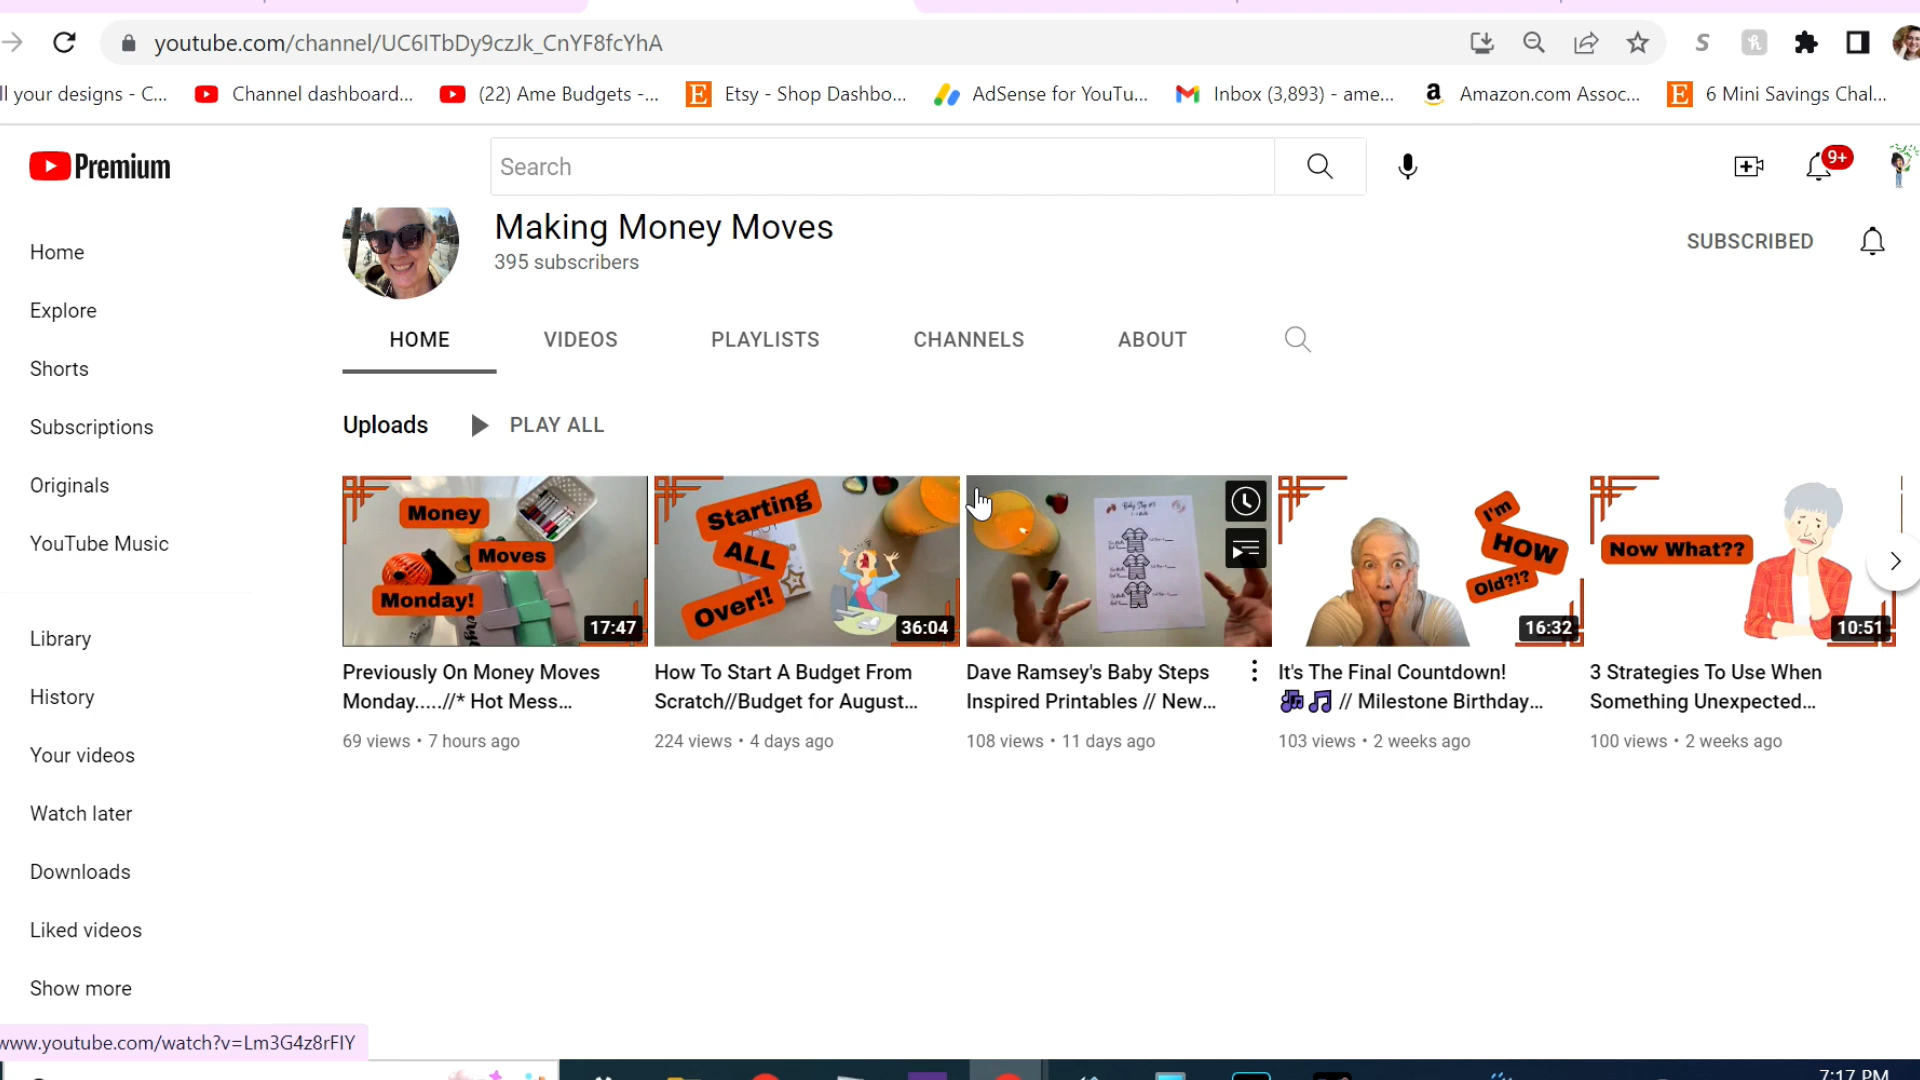 youtube.com/channel/UC6ITbDy9czJk_CnYF8fcYhA
ll your designs - C...
Channel dashboard...
(22) Ame Budgets -...
Etsy - Shop Dashbo...
AdSense for YouTu...
Inbox (3,893) - ame...
Amazon.com Assoc...
6 Mini Savings Chal...
Premium
Search
9+
Making Money Moves
395 subscribers
SUBSCRIBED
Home
Explore
Shorts
Subscriptions
Originals
YouTube Music
Library
History
Your videos
Watch later
Downloads
Liked videos
Show more
HOME
VIDEOS
PLAYLISTS
CHANNELS
ABOUT
Uploads
PLAY ALL
Money
Moves
Monday!
17:47
Previously On Money Moves
Monday.....//* Hot Mess...
69 views • 7 hours ago
Starting
ALL
Over!!
36:04
How To Start A Budget From
Scratch//Budget for August...
224 views • 4 days ago
Dave Ramsey's Baby Steps
Inspired Printables // New...
108 views • 11 days ago
I'm
HOW
Old?!?
16:32
It's The Final Countdown!
// Milestone Birthday...
103 views • 2 weeks ago
Now What??
10:51
3 Strategies To Use When
Something Unexpected...
100 views • 2 weeks ago
www.youtube.com/watch?v=Lm3G4z8rFIY
7:17 PM